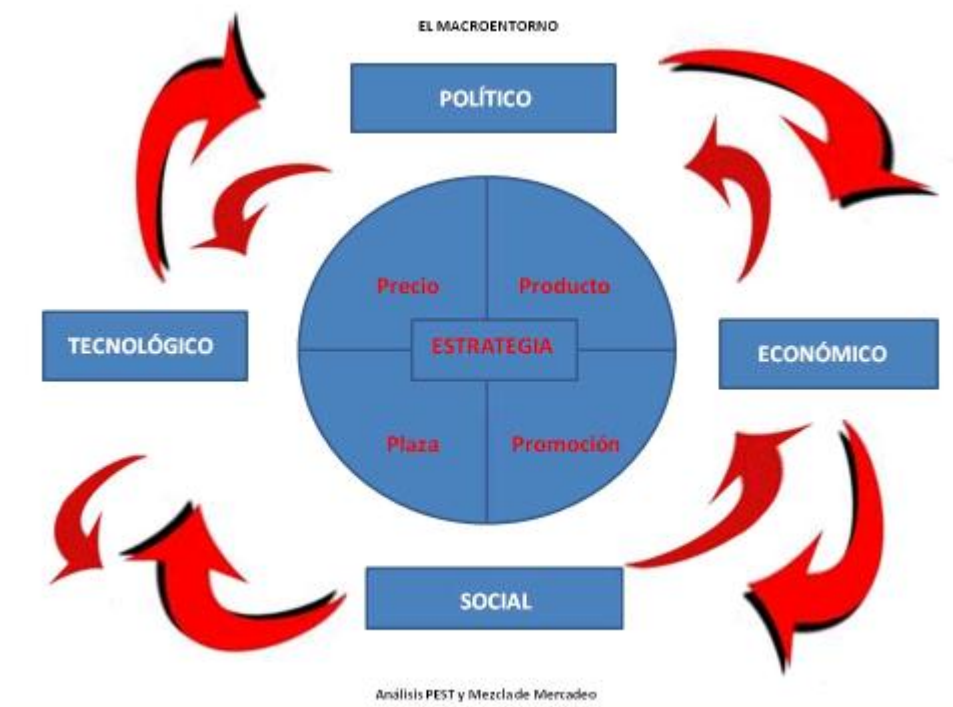 EL MACROENTORNO
POLÍTICO
Precio
Producto
TECNOLÓGICO
ESTRATEGIA
ECONÓMICO
Plaza
Promoción
SOCIAL
Análisis PEST y Mezcla de Mercadeo